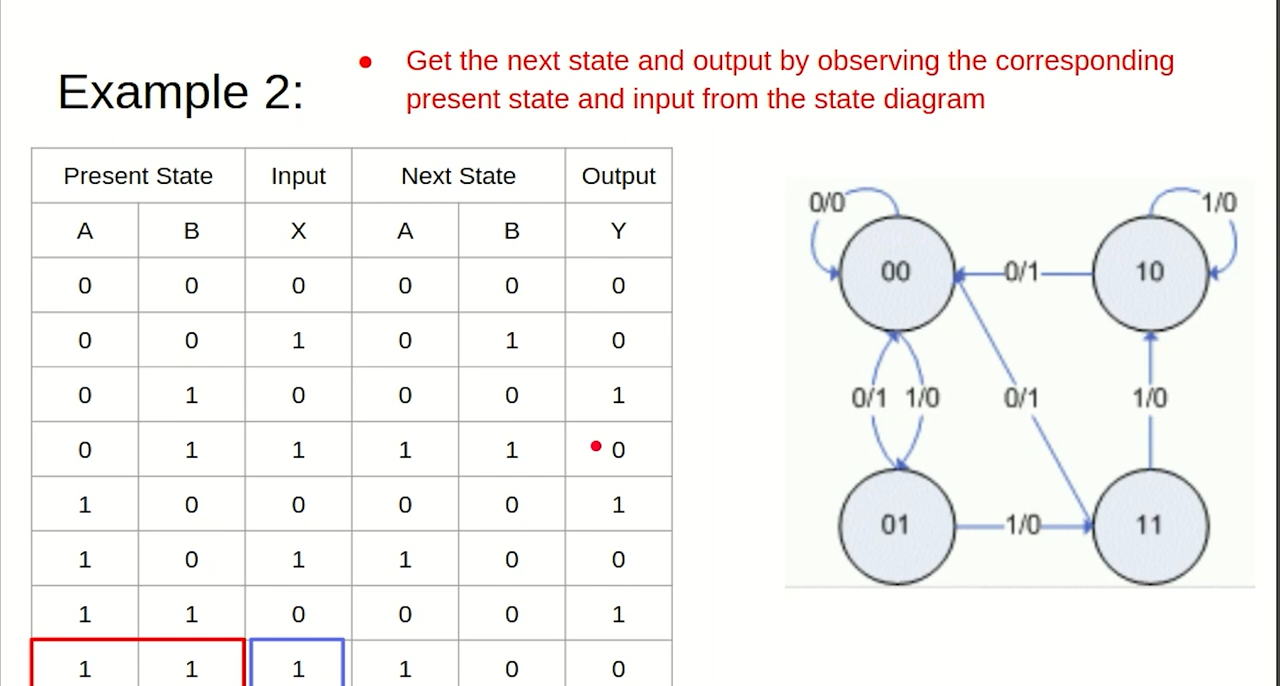 Example 2:
● Get the next state and output by observing the corresponding
present state and input from the state diagram
Present State Input Next State Output
A B X A B Y
0 0 0 0 0 0
0 0 1 0 1 0
0 1 0 0 0 1
0 1 1 1 1 0
1 0 0 0 0 1
1 0 1 1 0 0
1 1 0 0 0 1
1 1 1 1 0 0
0/0 1/0
00 0/1 10
0/1 1/0 0/1 1/0
01 1/0 11